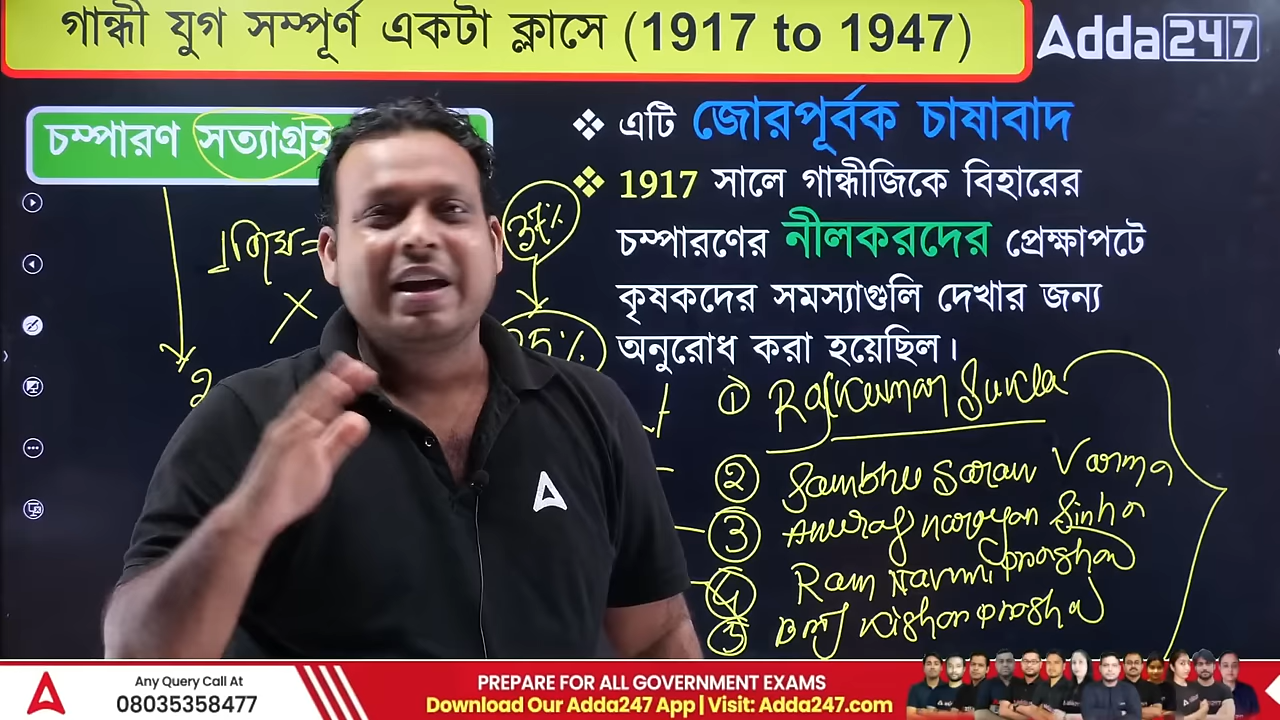 গান্ধী যুগ সম্পূর্ণ একটা ক্লাসে (1917 to 1947)
Adda247
চম্পারণ সত্যাগ্রহ
❖ এটি জোরপূর্বক চাষাবাদ
❖ 1917 সালে গান্ধীজিকে বিহারের
চম্পারণের নীলকরদের প্রেক্ষাপটে
কৃষকদের সমস্যাগুলি দেখার জন্য
অনুরোধ করা হয়েছিল।
37%
25%
① Rajkumar Sukla
② Sambhu Saran Varma
③ Anuraj narayan Sinha
④ Ram Navmi proshad
⑤ Brij Kishor proshad
Any Query Call At
08035358477
PREPARE FOR ALL GOVERNMENT EXAMS
Download Our Adda247 App | Visit: Adda247.com